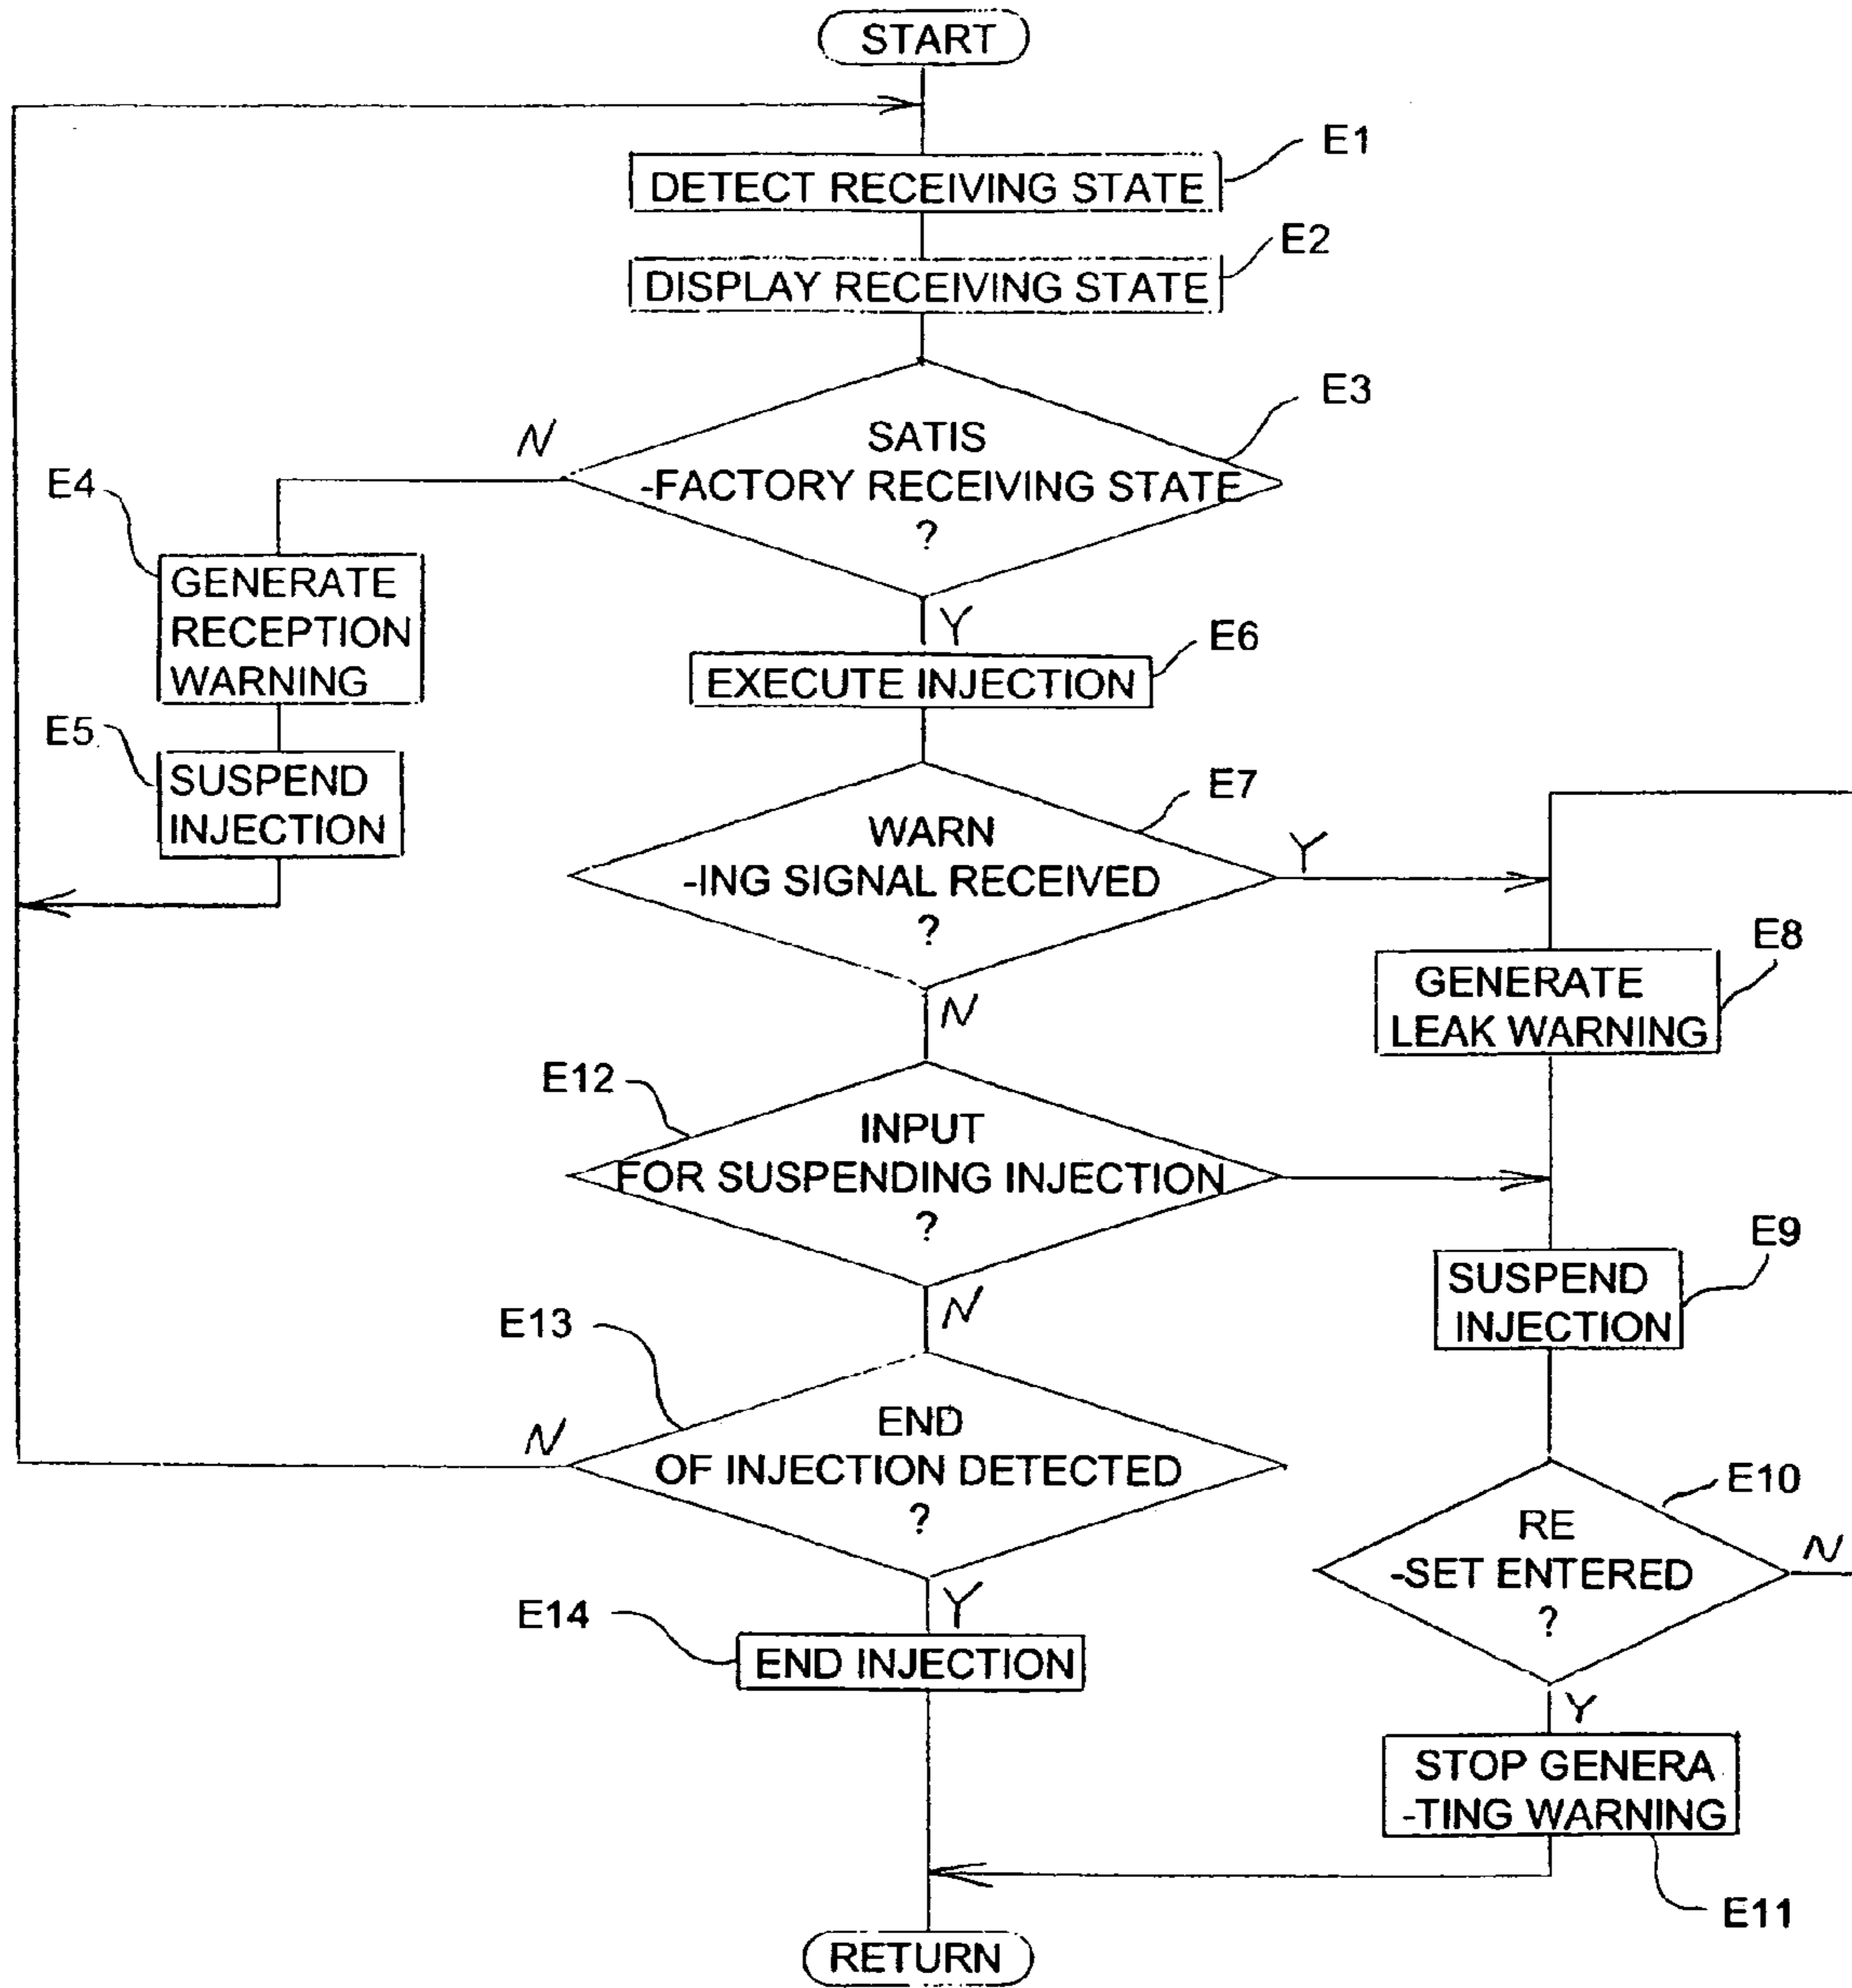 START
E1
DETECT RECEIVING STATE
E2
DISPLAY RECEIVING STATE
E3
N
SATIS
-FACTORY RECEIVING STATE
?
E4
GENERATE
RECEPTION
WARNING
Y
E6
EXECUTE INJECTION
E5
SUSPEND
INJECTION
E7
WARN
-ING SIGNAL RECEIVED
?
Y
E8
GENERATE
LEAK WARNING
N
E12
INPUT
FOR SUSPENDING INJECTION
?
E9
SUSPEND
INJECTION
N
E13
N
END
OF INJECTION DETECTED
?
E10
RE
-SET ENTERED
?
N
Y
E14
END INJECTION
Y
STOP GENERA
-TING WARNING
E11
RETURN